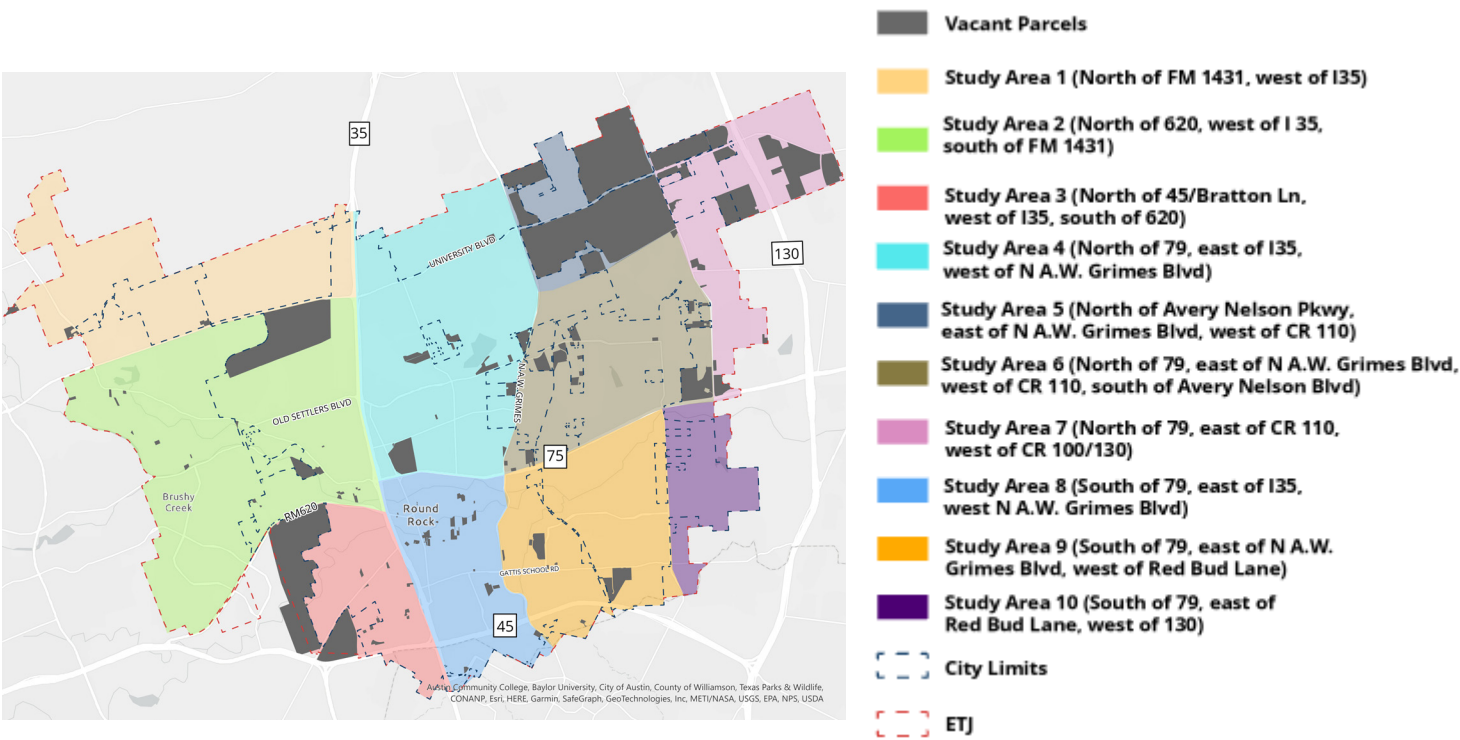 35
130
UNIVERSITY BLVD
N A.W. GRIMES
OLD SETTLERS BLVD
75
Brushy
Creek
RM620
Round
Rock
GATTIS SCHOOL RD
45
Austin Community College, Baylor University, City of Austin, County of Williamson, Texas Parks & Wildlife,
CONANP, Esri, HERE, Garmin, SafeGraph, GeoTechnologies, Inc, METI/NASA, USGS, EPA, NPS, USDA
Vacant Parcels
Study Area 1 (North of FM 1431, west of I35)
Study Area 2 (North of 620, west of I 35,
south of FM 1431)
Study Area 3 (North of 45/Bratton Ln,
west of I35, south of 620)
Study Area 4 (North of 79, east of I35,
west of N A.W. Grimes Blvd)
Study Area 5 (North of Avery Nelson Pkwy,
east of N A.W. Grimes Blvd, west of CR 110)
Study Area 6 (North of 79, east of N A.W. Grimes Blvd,
west of CR 110, south of Avery Nelson Blvd)
Study Area 7 (North of 79, east of CR 110,
west of CR 100/130)
Study Area 8 (South of 79, east of I35,
west N A.W. Grimes Blvd)
Study Area 9 (South of 79, east of N A.W.
Grimes Blvd, west of Red Bud Lane)
Study Area 10 (South of 79, east of
Red Bud Lane, west of 130)
City Limits
ETJ